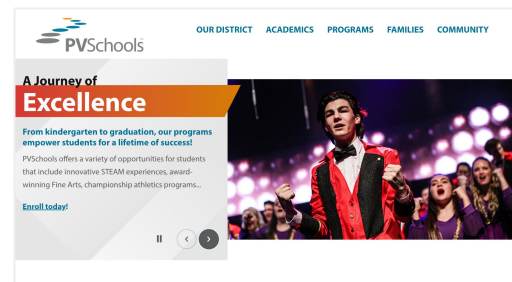 PVSchools
OUR DISTRICT ACADEMICS PROGRAMS FAMILIES COMMUNITY
A Journey of
Excellence
From kindergarten to graduation, our programs
empower students for a lifetime of success!
PVSchools offers a variety of opportunities for students
that include innovative STEAM experiences, award-
winning Fine Arts, championship athletics programs...
Enroll today!